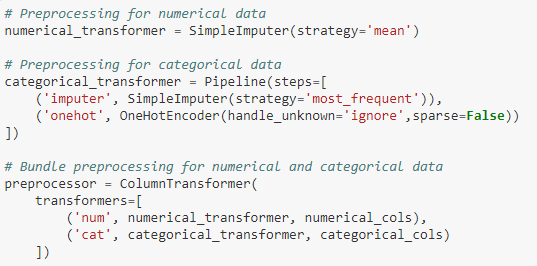 # Preprocessing for numerical data
numerical_transformer = SimpleImputer(strategy='mean')

# Preprocessing for categorical data
categorical_transformer = Pipeline(steps=[
    ('imputer', SimpleImputer(strategy='most_frequent')),
    ('onehot', OneHotEncoder(handle_unknown='ignore',sparse=False))
])

# Bundle preprocessing for numerical and categorical data
preprocessor = ColumnTransformer(
    transformers=[
        ('num', numerical_transformer, numerical_cols),
        ('cat', categorical_transformer, categorical_cols)
    ])